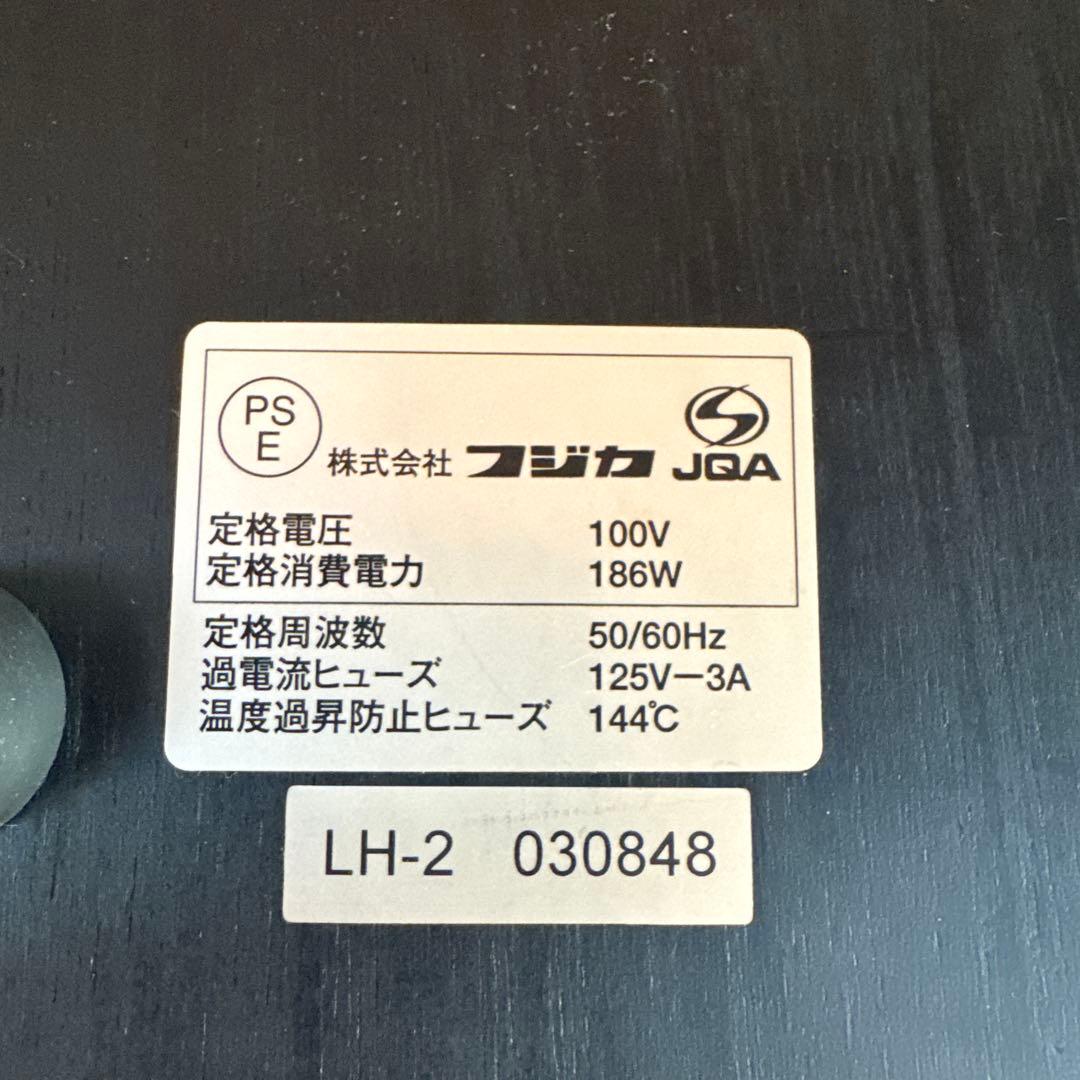 PS
E
株式会社 フジカ JQA
定格電圧 100V
定格消費電力 186W
定格周波数 50/60Hz
過電流ヒューズ 125V－3A
温度過昇防止ヒューズ 144℃
LH-2 030848